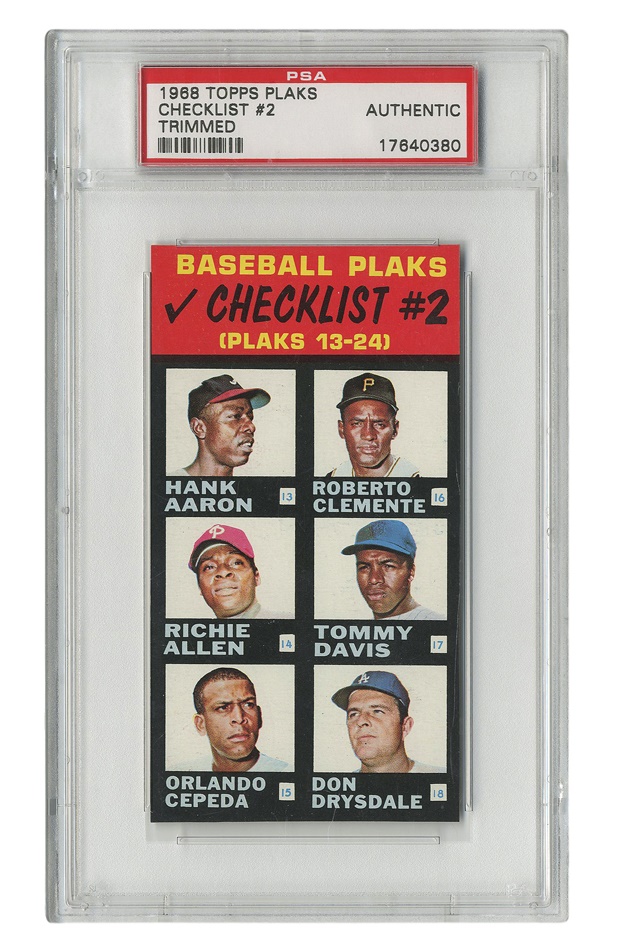 PSA
1968 TOPPS PLAKS
CHECKLIST #2
AUTHENTIC
TRIMMED
17640380
BASEBALL PLAKS
✓ CHECKLIST #2
(PLAKS 13-24)
HANK
AARON
13
ROBERTO
CLEMENTE
16
P
RICHIE
ALLEN
14
P
TOMMY
DAVIS
17
ORLANDO
CEPEDA
15
DON
DRYSDALE
18
LA